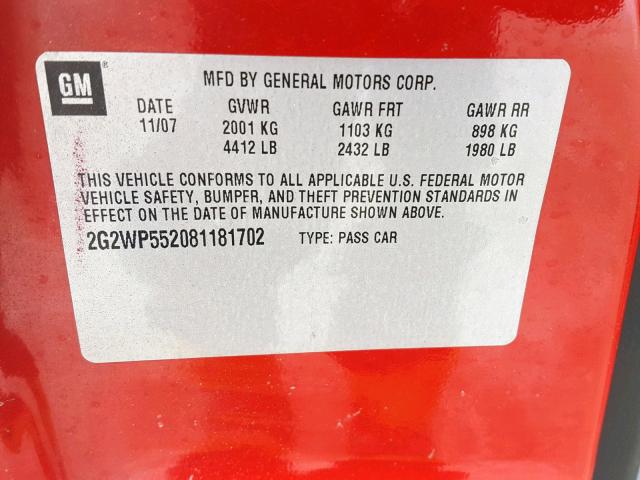 GM ® MFD BY GENERAL MOTORS CORP.
DATE GVWR GAWR FRT GAWR RR
11/07 2001 KG 1103 KG 898 KG
4412 LB 2432 LB 1980 LB
THIS VEHICLE CONFORMS TO ALL APPLICABLE U.S. FEDERAL MOTOR
VEHICLE SAFETY, BUMPER, AND THEFT PREVENTION STANDARDS IN
EFFECT ON THE DATE OF MANUFACTURE SHOWN ABOVE.
2G2WP552081181702 TYPE: PASS CAR